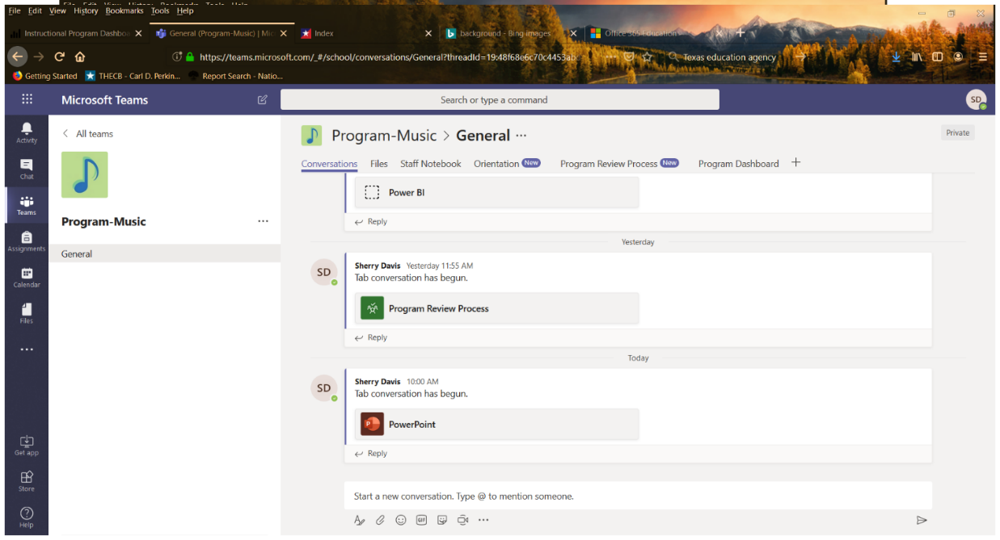 File Edit View History Bookmarks Tools Help
Instructional Program Dashboa
General (Program-Music) | Mic
Index
background - Bing images
Office 365 Education
https://teams.microsoft.com/_#/school/conversations/General?threadId=19:48f68e6c70c4453ab
Texas education agency
Getting Started
THECB - Carl D. Perkin...
Report Search - Natio...
Microsoft Teams
Search or type a command
SD
Activity
Chat
Teams
Assignments
Calendar
Files
Get app
Store
Help
All teams
Program-Music
...
General
Program-Music > General ...
Private
Conversations Files Staff Notebook Orientation New Program Review Process New Program Dashboard +
Power BI
Reply
Yesterday
SD
Sherry Davis Yesterday 11:55 AM
Tab conversation has begun.
Program Review Process
Reply
Today
SD
Sherry Davis 10:00 AM
Tab conversation has begun.
P
PowerPoint
Reply
Start a new conversation. Type @ to mention someone.
GIF